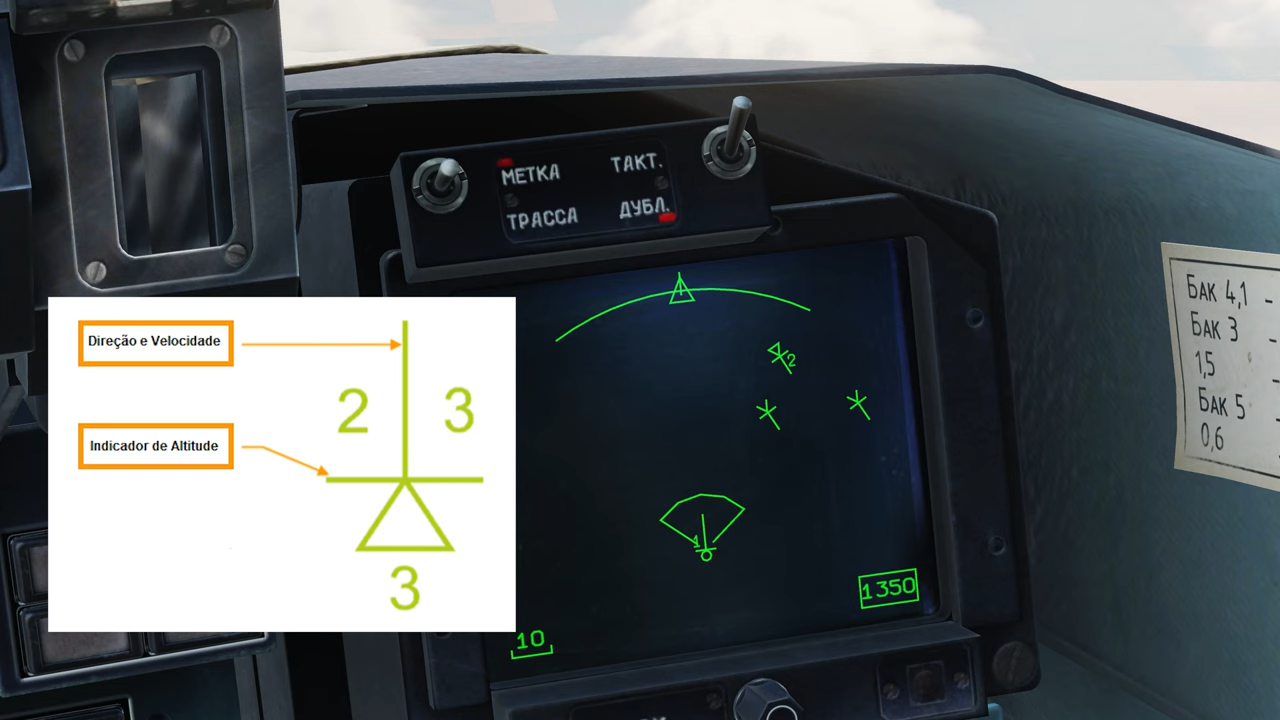 МЕТКА ТАКТ.
ТРАССА ДУБЛ.
Direção e Velocidade
2 3
Indicador de Altitude
3
2
1
1350
10
Бак 4,1 -
Бак 3 -
1,5
Бак 5 -
0,6